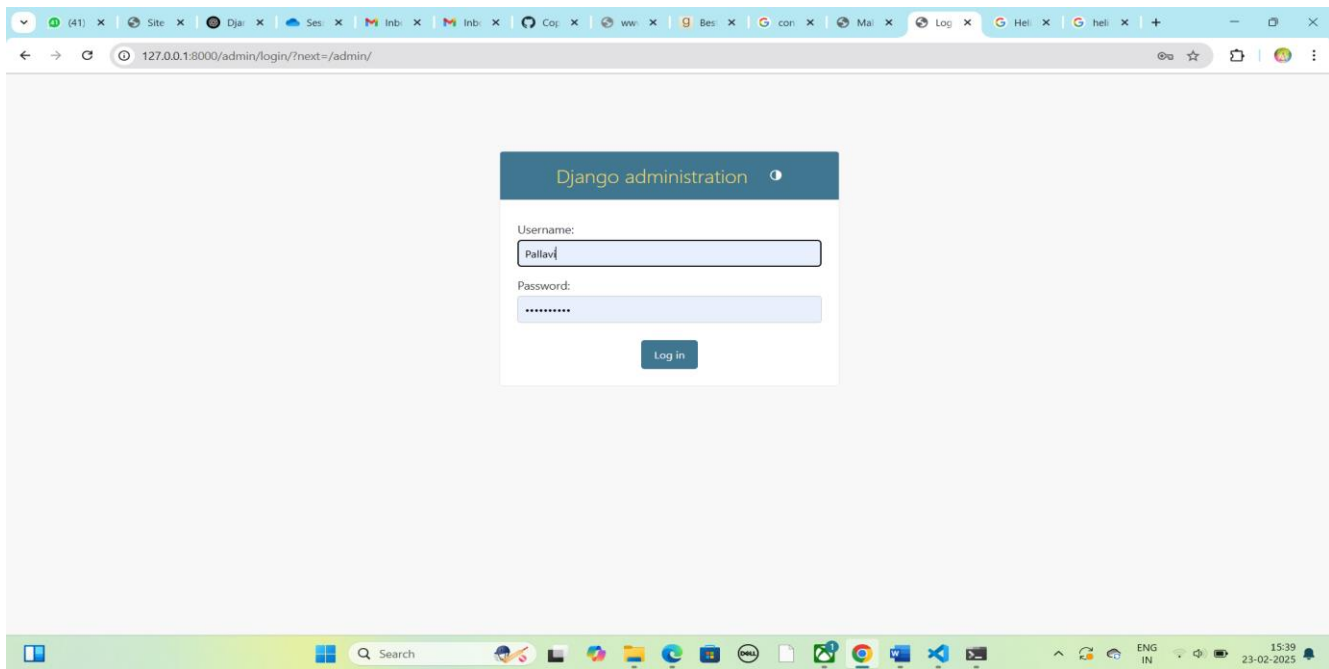 (41) Site Dja Ses Inb Inb Cop ww Bes con Mai Log Hel heli
127.0.0.1:8000/admin/login/?next=/admin/
Django administration
Username:
Pallavi
Password:
••••••••••
Log in
Search
ENG
IN
15:39
23-02-2025